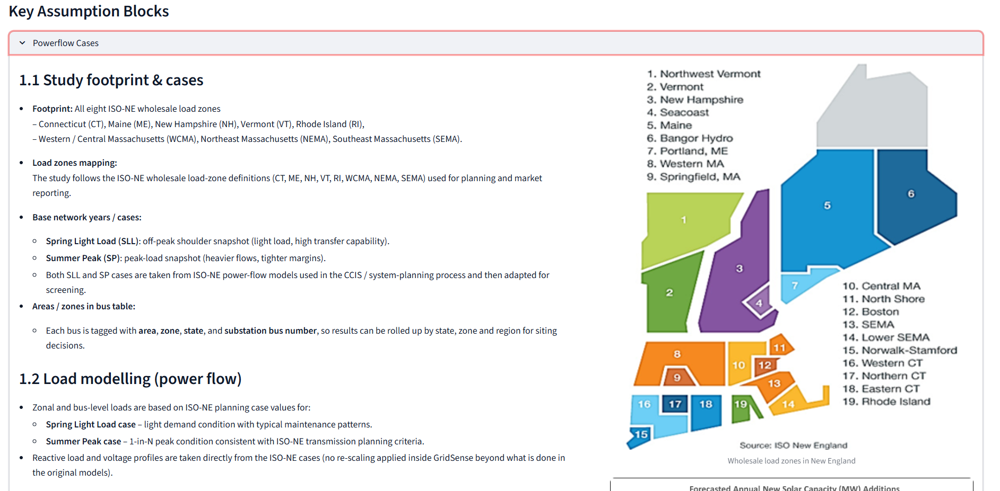 Key Assumption Blocks
Powerflow Cases
1.1 Study footprint & cases
• Footprint: All eight ISO-NE wholesale load zones
– Connecticut (CT), Maine (ME), New Hampshire (NH), Vermont (VT), Rhode Island (RI),
– Western / Central Massachusetts (WCMA), Northeast Massachusetts (NEMA), Southeast Massachusetts (SEMA).
• Load zones mapping:
The study follows the ISO-NE wholesale load-zone definitions (CT, ME, NH, VT, RI, WCMA, NEMA, SEMA) used for planning and market
reporting.
• Base network years / cases:
○ Spring Light Load (SLL): off-peak shoulder snapshot (light load, high transfer capability).
○ Summer Peak (SP): peak-load snapshot (heavier flows, tighter margins).
○ Both SLL and SP cases are taken from ISO-NE power-flow models used in the CCIS / system-planning process and then adapted for
screening.
• Areas / zones in bus table:
○ Each bus is tagged with area, zone, state, and substation bus number, so results can be rolled up by state, zone and region for siting
decisions.
1.2 Load modelling (power flow)
• Zonal and bus-level loads are based on ISO-NE planning case values for:
○ Spring Light Load case – light demand condition with typical maintenance patterns.
○ Summer Peak case – 1-in-N peak condition consistent with ISO-NE transmission planning criteria.
• Reactive load and voltage profiles are taken directly from the ISO-NE cases (no re-scaling applied inside GridSense beyond what is done in
the original models).
1. Northwest Vermont
2. Vermont
3. New Hampshire
4. Seacoast
5. Maine
6. Bangor Hydro
7. Portland, ME
8. Western MA
9. Springfield, MA
1
2
3
4
5
6
7
8
9
10
11
12
13
14
15
16
17
18
19
10. Central MA
11. North Shore
12. Boston
13. SEMA
14. Lower SEMA
15. Norwalk-Stamford
16. Western CT
17. Northern CT
18. Eastern CT
19. Rhode Island
Source: ISO New England
Wholesale load zones in New England
Forecasted Annual New Solar Capacity (MW) Additions